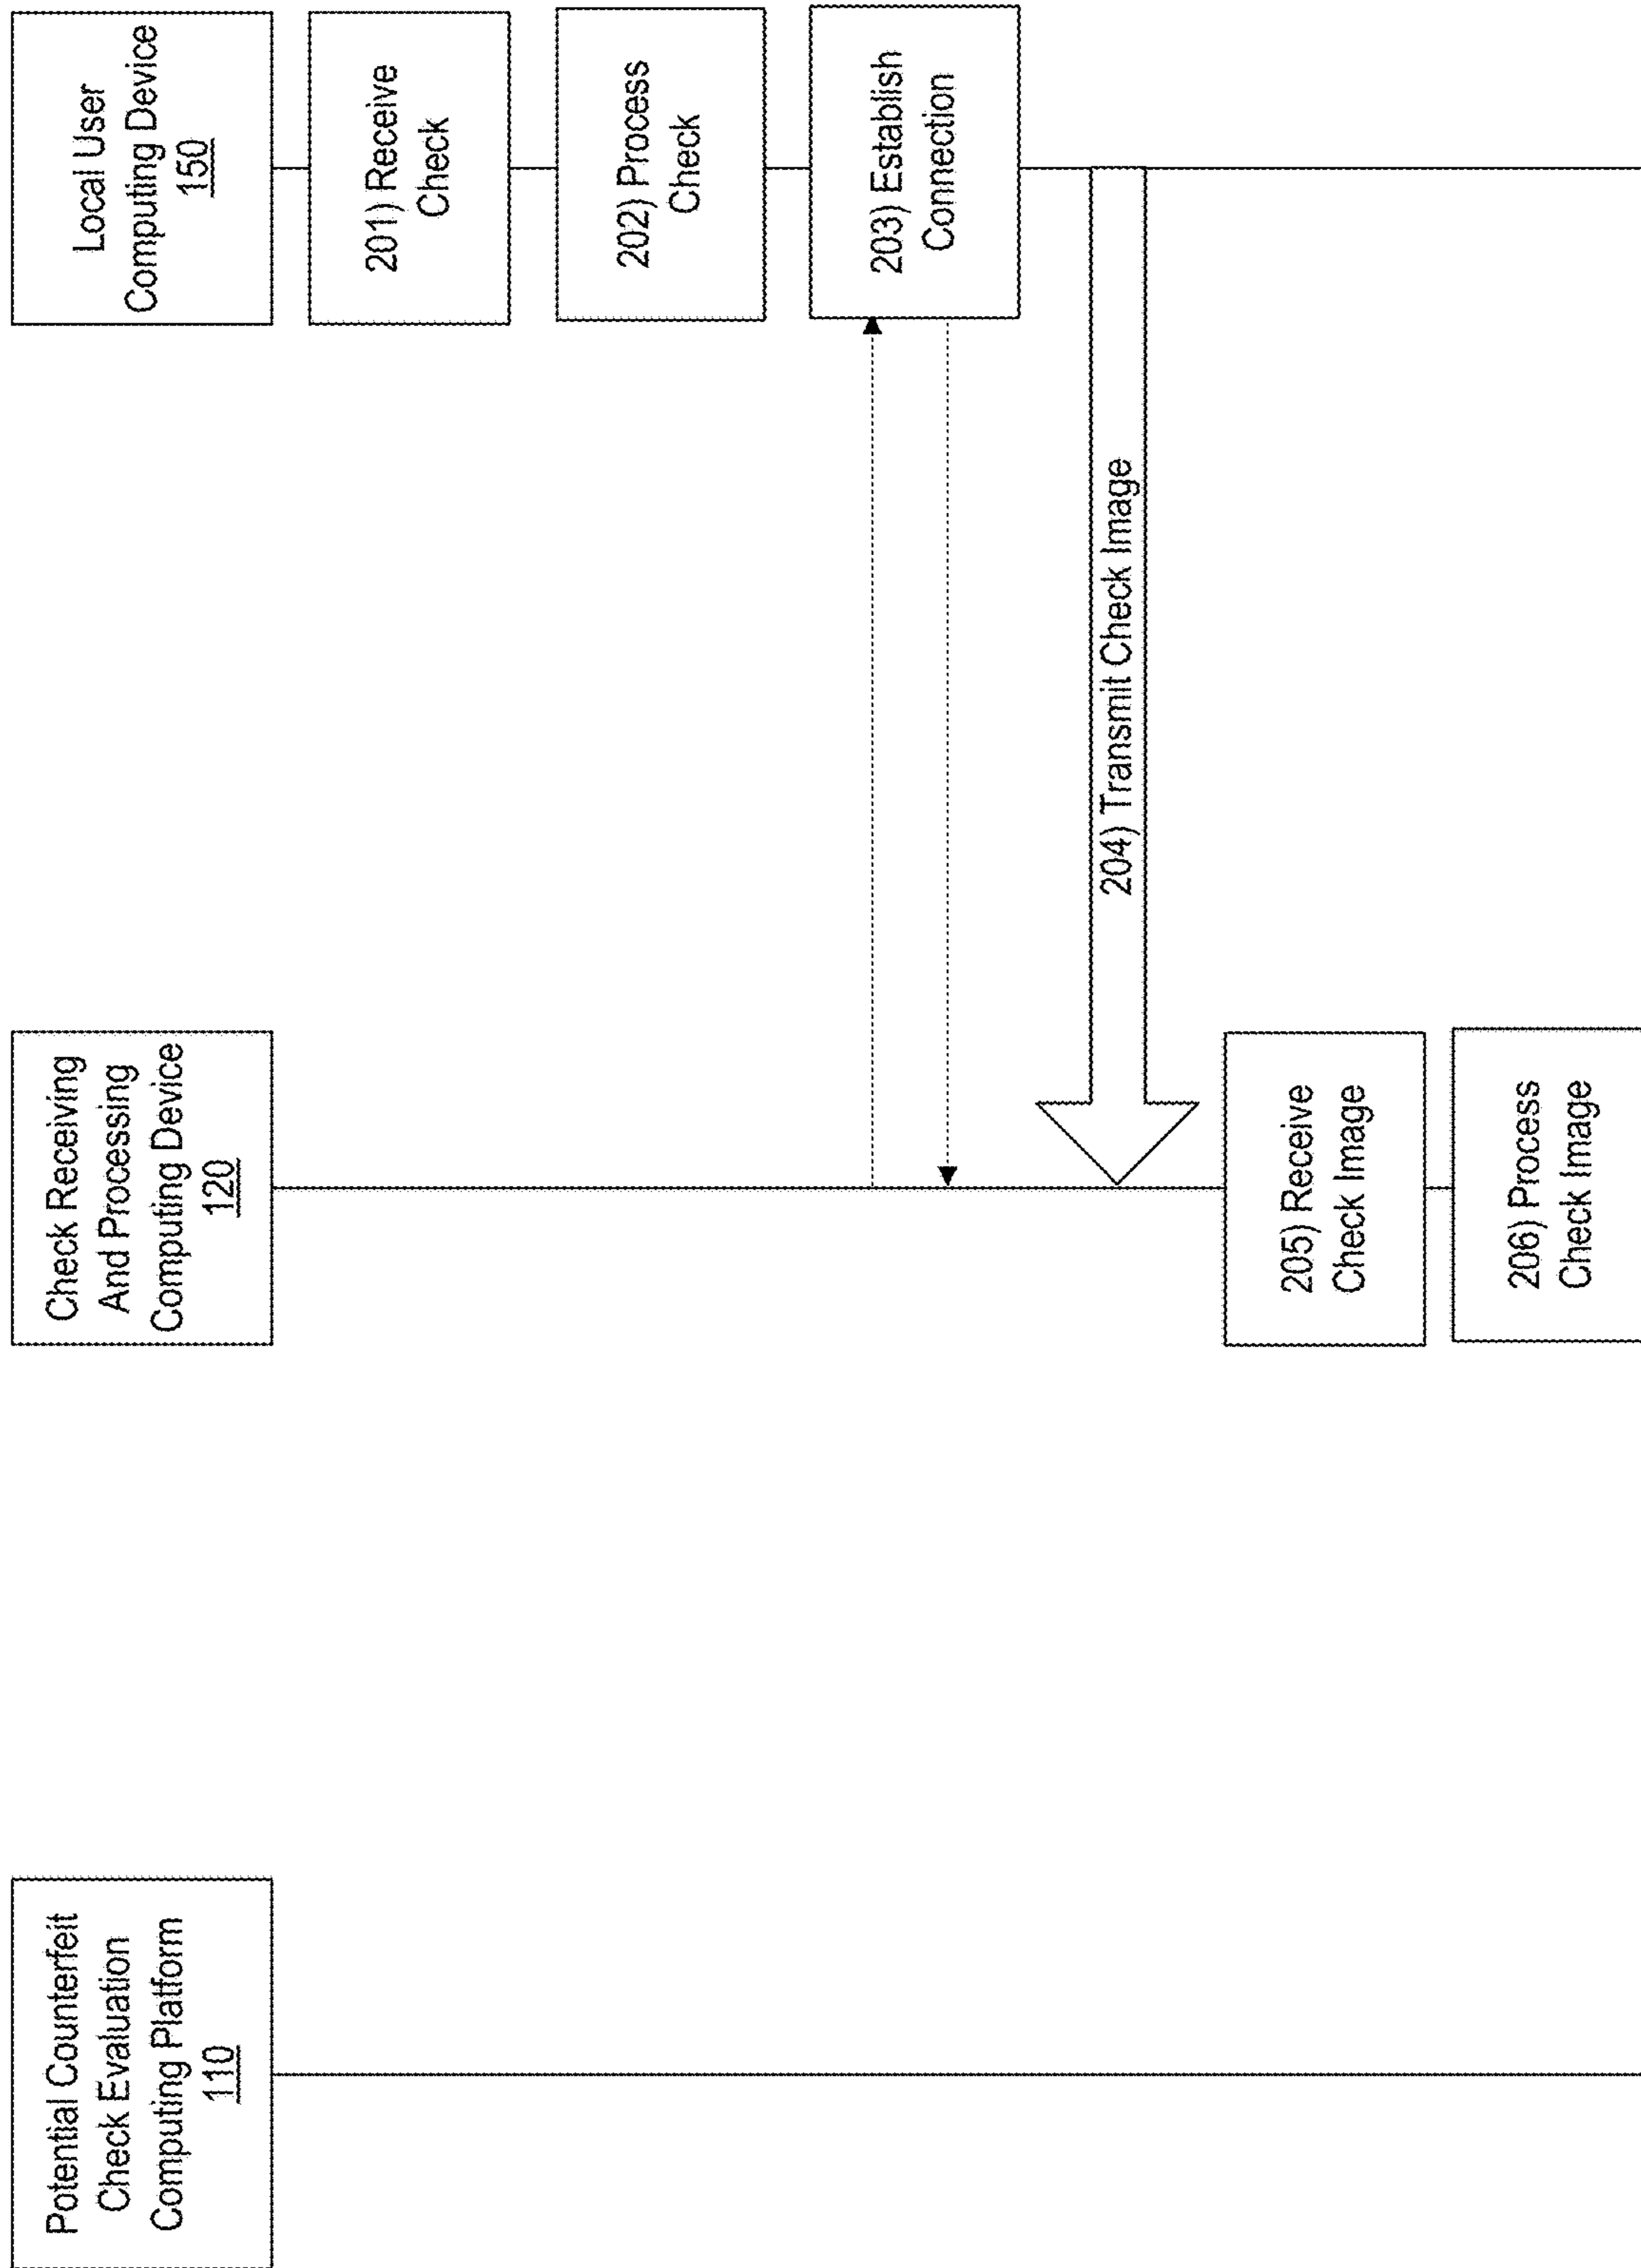 Potential Counterfeit
Check Evaluation
Computing Platform
110
Check Receiving
And Processing
Computing Device
120
Local User
Computing Device
150
201) Receive
Check
202) Process
Check
203) Establish
Connection
204) Transmit Check Image
205) Receive
Check Image
206) Process
Check Image